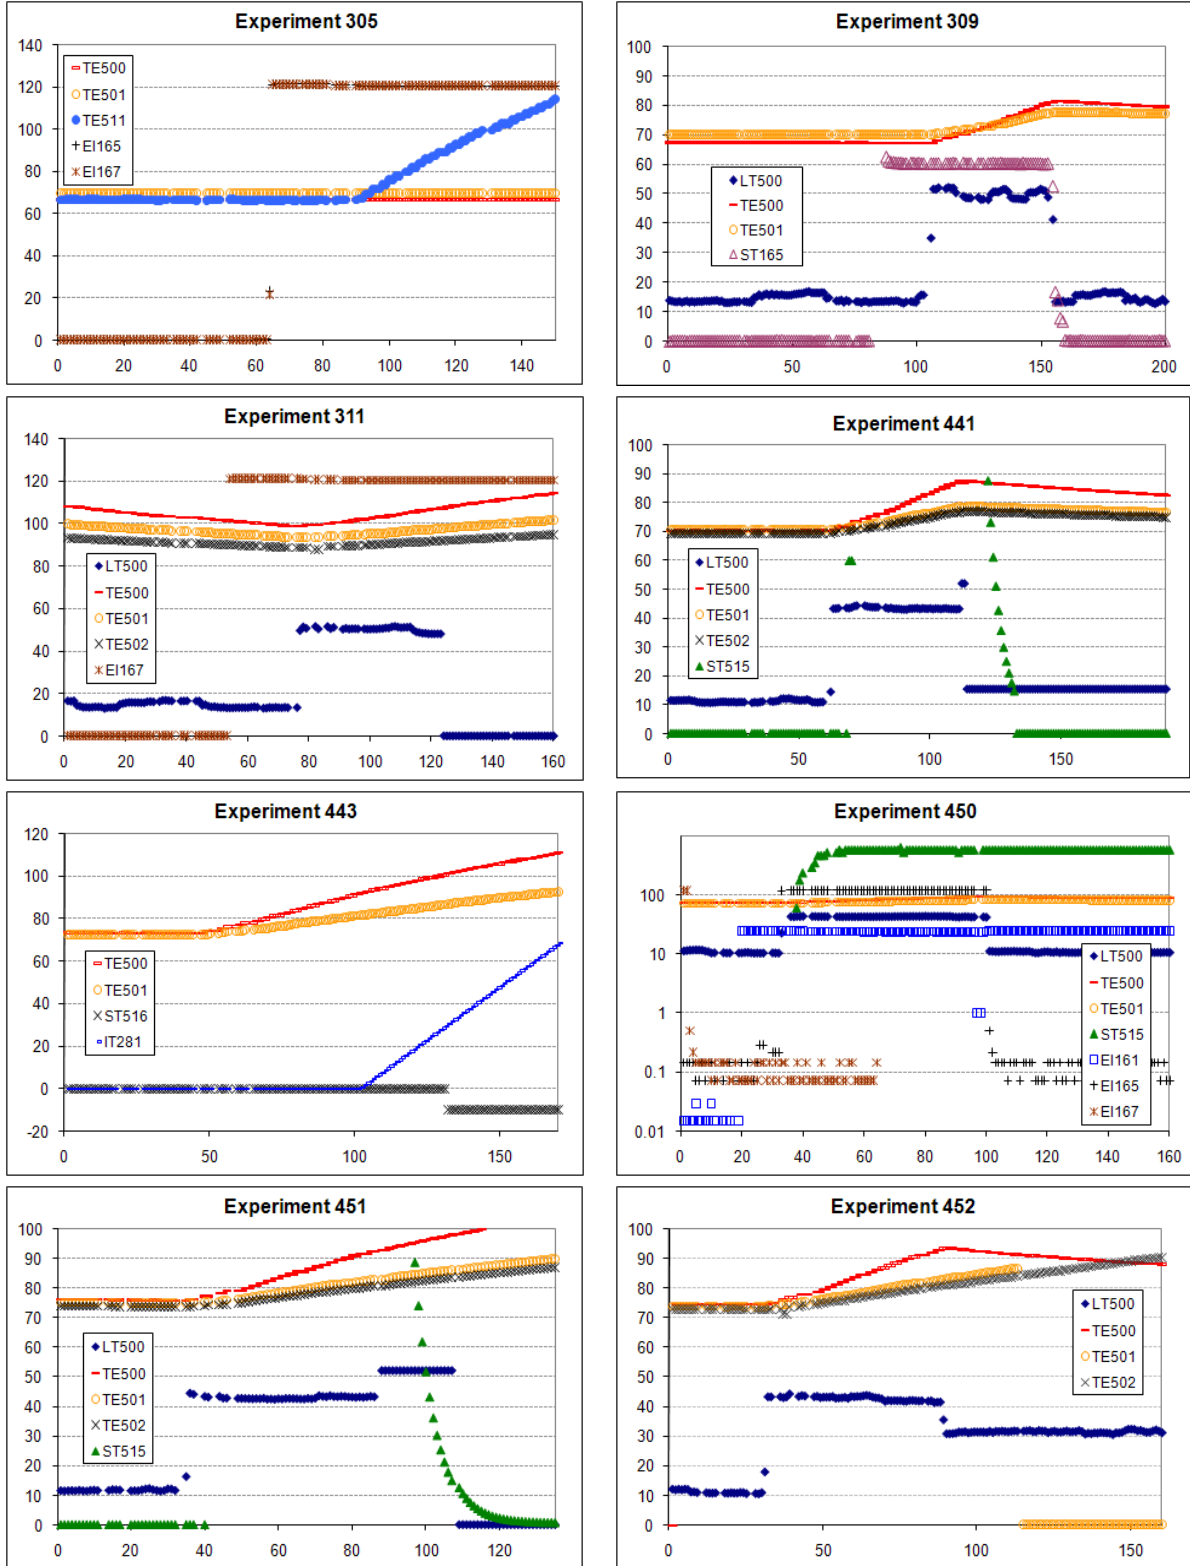 Experiment 305
140
120
100
80
60
40
20
0
TE500
TE501
TE511
EI165
EI167
0 20 40 60 80 100 120 140
Experiment 309
100
90
80
70
60
50
40
30
20
10
0
LT500
TE500
TE501
ST165
0 50 100 150 200
Experiment 311
140
120
100
80
60
40
20
0
LT500
TE500
TE501
TE502
EI167
0 20 40 60 80 100 120 140 160
Experiment 441
100
90
80
70
60
50
40
30
20
10
0
LT500
TE500
TE501
TE502
ST515
0 50 100 150
Experiment 443
120
100
80
60
40
20
0
-20
TE500
TE501
ST516
IT281
0 50 100 150
Experiment 450
100
10
1
0.1
0.01
LT500
TE500
TE501
ST515
EI161
EI165
EI167
0 20 40 60 80 100 120 140 160
Experiment 451
100
90
80
70
60
50
40
30
20
10
0
LT500
TE500
TE501
TE502
ST515
0 20 40 60 80 100 120
Experiment 452
100
90
80
70
60
50
40
30
20
10
0
LT500
TE500
TE501
TE502
0 50 100 150